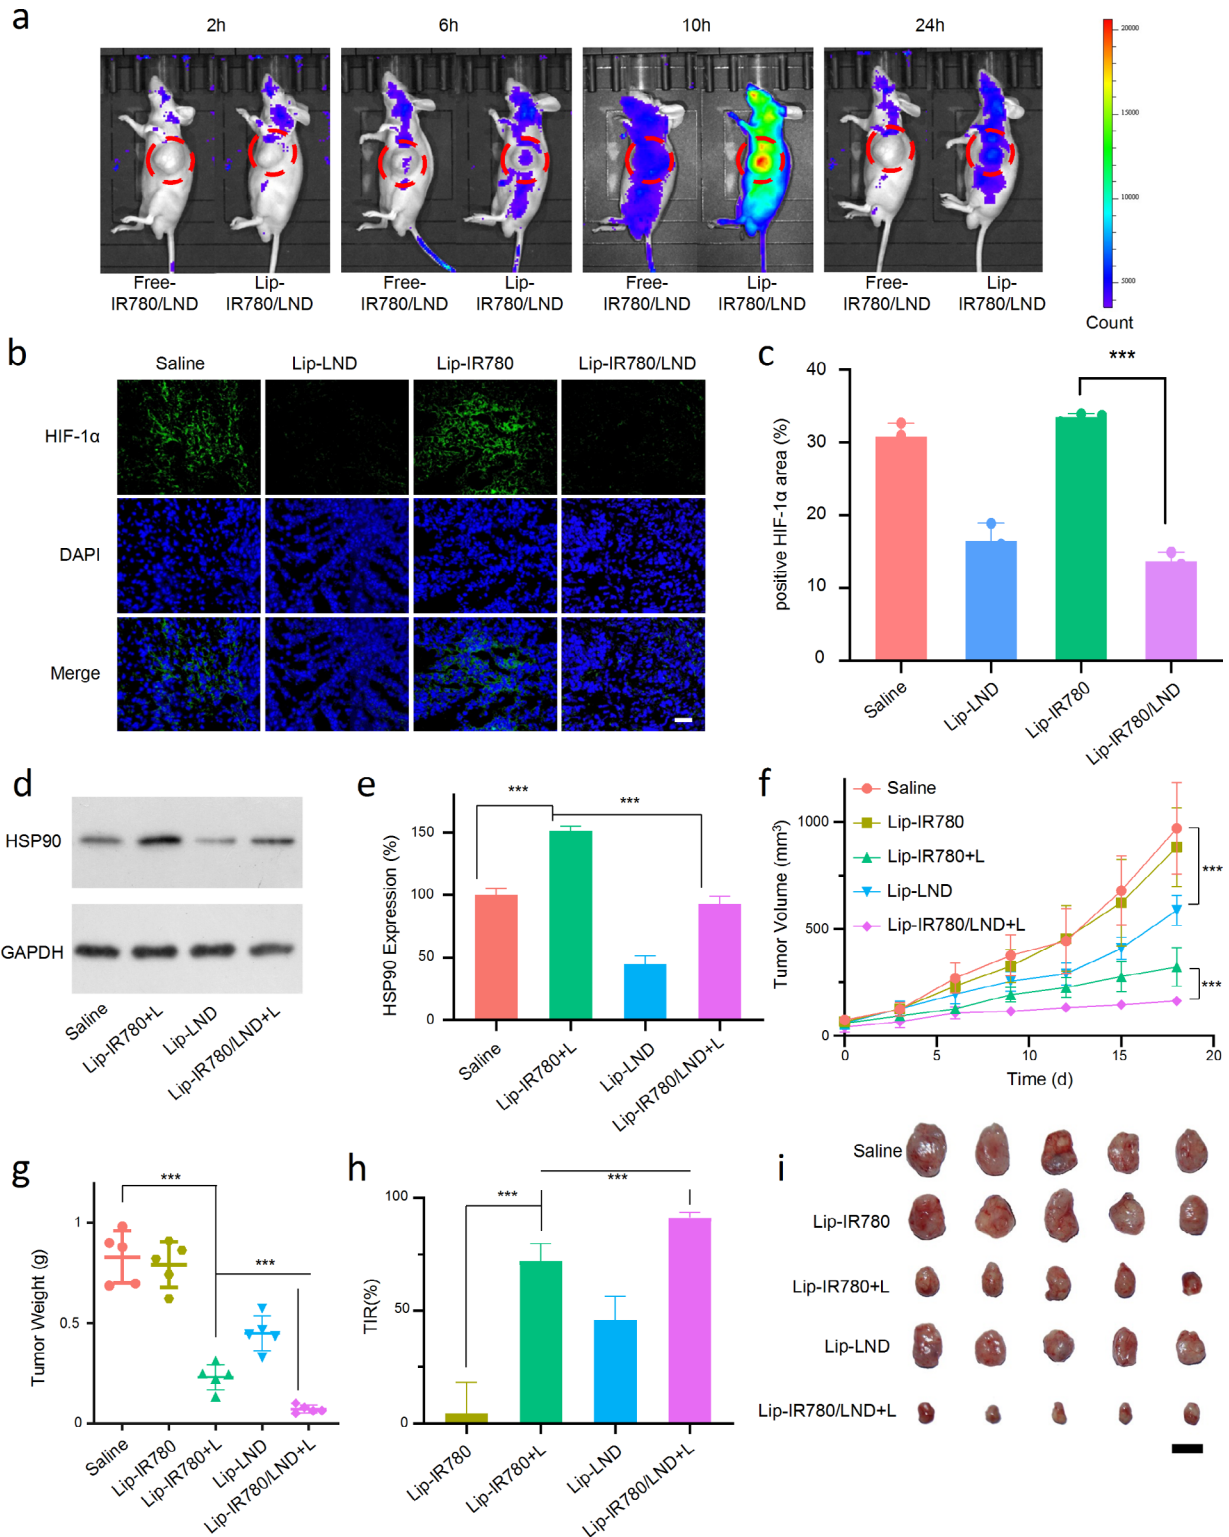 a
2h 6h 10h 24h
20000
15000
10000
5000
Count
Free-
IR780/LND
Lip-
IR780/LND
Free-
IR780/LND
Lip-
IR780/LND
Free-
IR780/LND
Lip-
IR780/LND
Free-
IR780/LND
Lip-
IR780/LND
b
Saline Lip-LND Lip-IR780 Lip-IR780/LND
HIF-1α
DAPI
Merge
c
***
positive HIF-1α area (%)
40
30
20
10
0
Saline
Lip-LND
Lip-IR780
Lip-IR780/LND
d
HSP90
GAPDH
Saline
Lip-IR780+L
Lip-LND
Lip-IR780/LND+L
e
*** ***
HSP90 Expression (%)
150
100
50
0
Saline
Lip-IR780+L
Lip-LND
Lip-IR780/LND+L
f
Saline
Lip-IR780
Lip-IR780+L
Lip-LND
Lip-IR780/LND+L
***
***
Tumor Volume (mm³)
1000
500
0
0 5 10 15 20
Time (d)
g
***
***
Tumor Weight (g)
1
0.5
0
Saline
Lip-IR780
Lip-IR780+L
Lip-LND
Lip-IR780/LND+L
h
***
***
TIR(%)
100
50
0
Lip-IR780
Lip-IR780+L
Lip-LND
Lip-IR780/LND+L
i
Saline
Lip-IR780
Lip-IR780+L
Lip-LND
Lip-IR780/LND+L